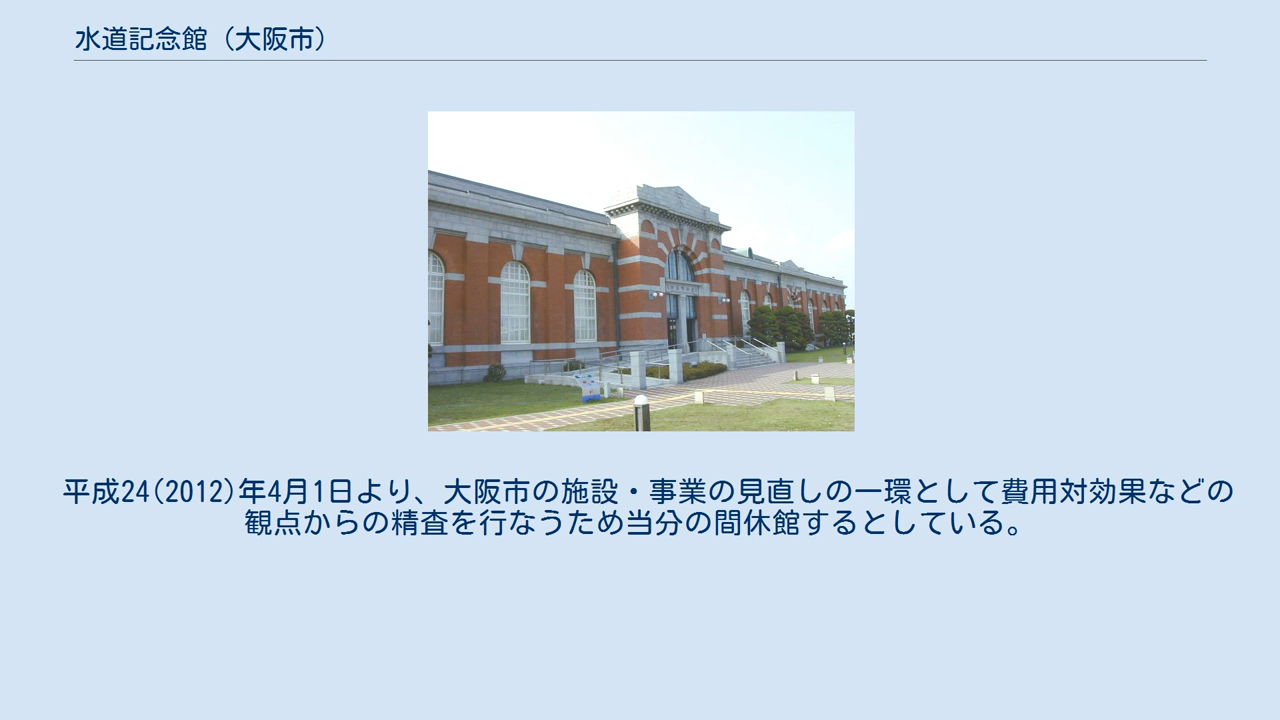 水道記念館（大阪市）
平成24(2012)年4月1日より、大阪市の施設・事業の見直しの一環として費用対効果などの
観点からの精査を行なうため当分の間休館するとしている。